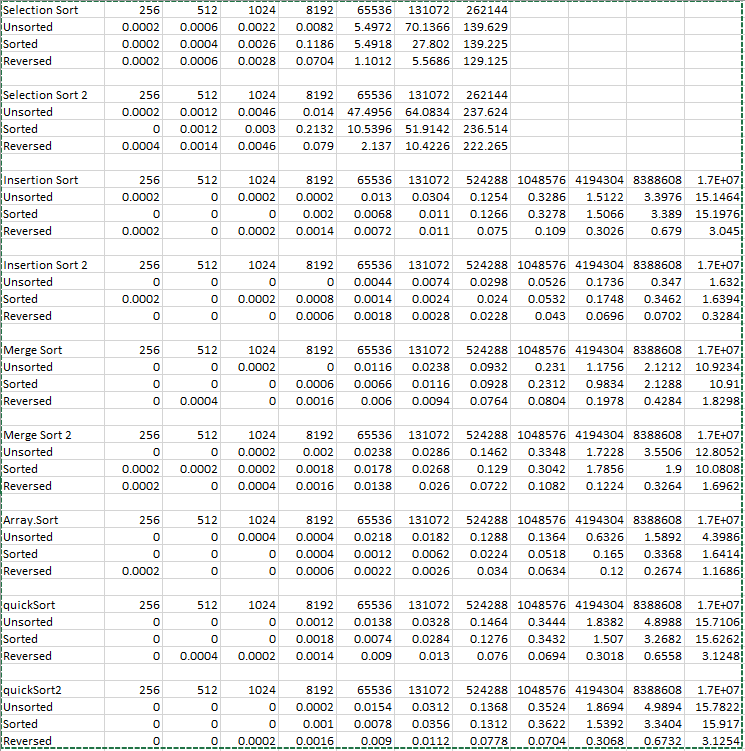 Selection Sort 256 512 1024 8192 65536 131072 262144
Unsorted 0.0002 0.0006 0.0022 0.0082 5.4972 70.1366 139.629
Sorted 0.0002 0.0004 0.0026 0.1186 5.4918 27.802 139.225
Reversed 0.0002 0.0006 0.0028 0.0704 1.1012 5.5686 129.125
Selection Sort 2 256 512 1024 8192 65536 131072 262144
Unsorted 0.0002 0.0012 0.0046 0.014 47.4956 64.0834 237.624
Sorted 0 0.0012 0.003 0.2132 10.5396 51.9142 236.514
Reversed 0.0004 0.0014 0.0046 0.079 2.137 10.4226 222.265
Insertion Sort 256 512 1024 8192 65536 131072 524288 1048576 4194304 8388608 1.7E+07
Unsorted 0.0002 0 0.0002 0.0002 0.013 0.0304 0.1254 0.3286 1.5122 3.3976 15.1464
Sorted 0 0 0 0.002 0.0068 0.011 0.1266 0.3278 1.5066 3.389 15.1976
Reversed 0.0002 0 0.0002 0.0014 0.0072 0.011 0.075 0.109 0.3026 0.679 3.045
Insertion Sort 2 256 512 1024 8192 65536 131072 524288 1048576 4194304 8388608 1.7E+07
Unsorted 0 0 0 0 0.0044 0.0074 0.0298 0.0526 0.1736 0.347 1.632
Sorted 0.0002 0 0.0002 0.0008 0.0014 0.0024 0.024 0.0532 0.1748 0.3462 1.6394
Reversed 0 0 0 0.0006 0.0018 0.0028 0.0228 0.043 0.0696 0.0702 0.3284
Merge Sort 256 512 1024 8192 65536 131072 524288 1048576 4194304 8388608 1.7E+07
Unsorted 0 0 0.0002 0 0.0116 0.0238 0.0932 0.231 1.1756 2.1212 10.9234
Sorted 0 0 0 0.0006 0.0066 0.0116 0.0928 0.2312 0.9834 2.1288 10.91
Reversed 0 0.0004 0 0.0016 0.006 0.0094 0.0764 0.0804 0.1978 0.4284 1.8298
Merge Sort 2 256 512 1024 8192 65536 131072 524288 1048576 4194304 8388608 1.7E+07
Unsorted 0 0 0.0002 0.002 0.0238 0.0286 0.1462 0.3348 1.7228 3.5506 12.8052
Sorted 0.0002 0.0002 0.0002 0.0018 0.0178 0.0268 0.129 0.3042 1.7856 1.9 10.0808
Reversed 0.0002 0 0.0004 0.0016 0.0138 0.026 0.0722 0.1082 0.1224 0.3264 1.6962
Array.Sort 256 512 1024 8192 65536 131072 524288 1048576 4194304 8388608 1.7E+07
Unsorted 0 0 0.0004 0.0004 0.0218 0.0182 0.1288 0.1364 0.6326 1.5892 4.3986
Sorted 0 0 0 0.0004 0.0012 0.0062 0.0224 0.0518 0.165 0.3368 1.6414
Reversed 0.0002 0 0 0.0006 0.0022 0.0026 0.034 0.0634 0.12 0.2674 1.1686
quickSort 256 512 1024 8192 65536 131072 524288 1048576 4194304 8388608 1.7E+07
Unsorted 0 0 0 0.0012 0.0138 0.0328 0.1464 0.3444 1.8382 4.8988 15.7106
Sorted 0 0 0 0.0018 0.0074 0.0284 0.1276 0.3432 1.507 3.2682 15.6262
Reversed 0 0.0004 0.0002 0.0014 0.009 0.013 0.076 0.0694 0.3018 0.6558 3.1248
quickSort2 256 512 1024 8192 65536 131072 524288 1048576 4194304 8388608 1.7E+07
Unsorted 0 0 0 0.0002 0.0154 0.0312 0.1368 0.3524 1.8694 4.9894 15.7822
Sorted 0 0 0 0.001 0.0078 0.0356 0.1312 0.3622 1.5392 3.3404 15.917
Reversed 0 0 0.0002 0.0016 0.009 0.0112 0.0778 0.0704 0.3068 0.6732 3.1254